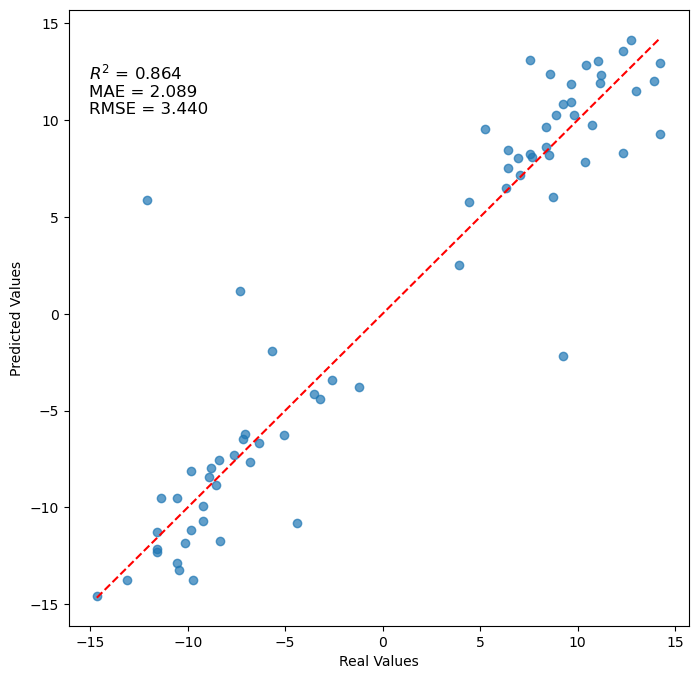 R² = 0.864
MAE = 2.089
RMSE = 3.440
Predicted Values
15
10
5
0
−5
−10
−15
−15 −10 −5 0 5 10 15
Real Values